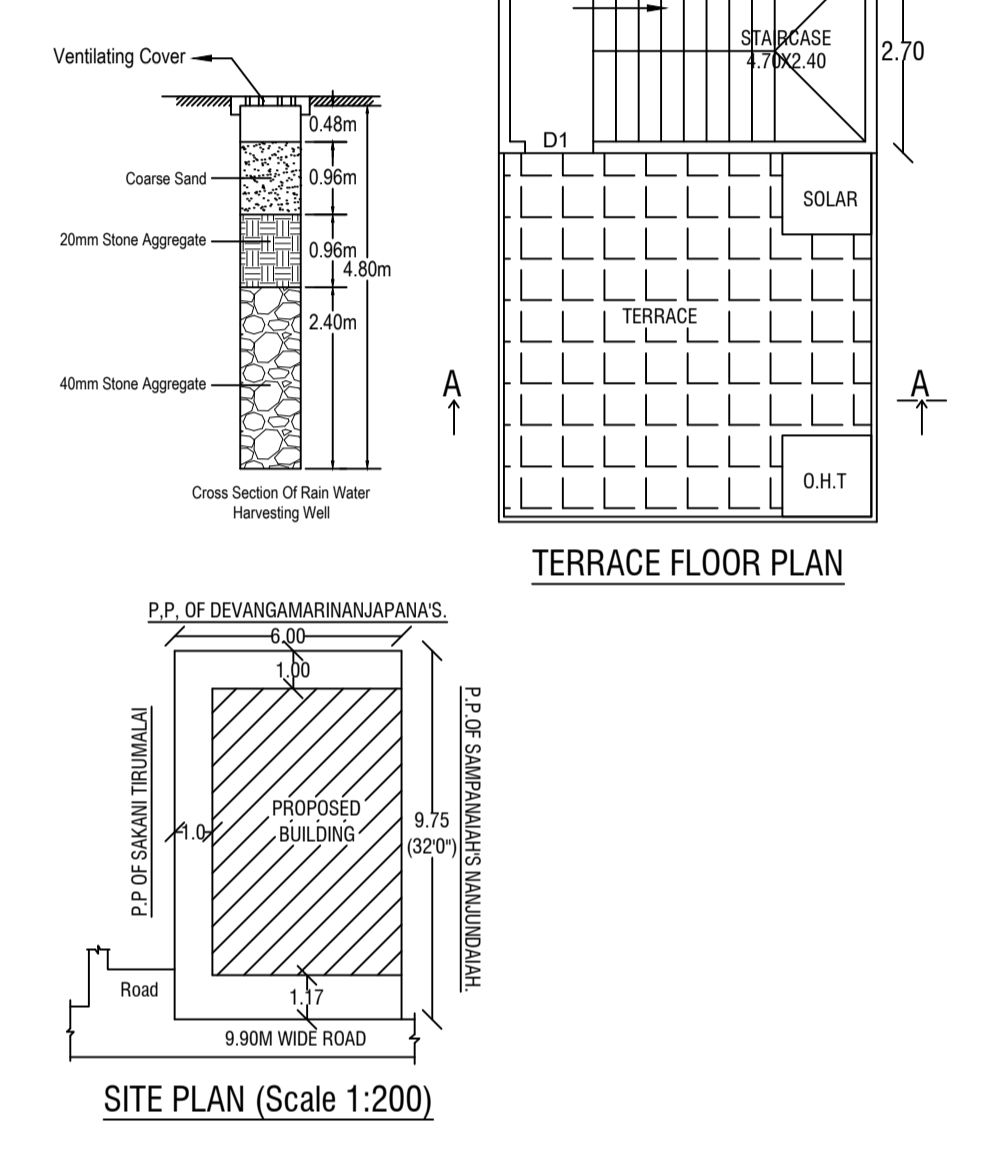 Ventilating Cover
0.48m
Coarse Sand
0.96m
20mm Stone Aggregate
0.96m
4.80m
2.40m
40mm Stone Aggregate
Cross Section Of Rain Water
Harvesting Well
STAIRCASE
4.70X2.40
2.70
D1
SOLAR
TERRACE
A
A
O.H.T
TERRACE FLOOR PLAN
P,P, OF DEVANGAMARINANJAPANA'S.
6.00
1.00
P.P OF SAKANI TIRUMALAI
1.0
PROPOSED
BUILDING
9.75
(32'0")
P.P.OF SAMPANAIAH'S NANJUNDAIAH.
Road
1.17
9.90M WIDE ROAD
SITE PLAN (Scale 1:200)